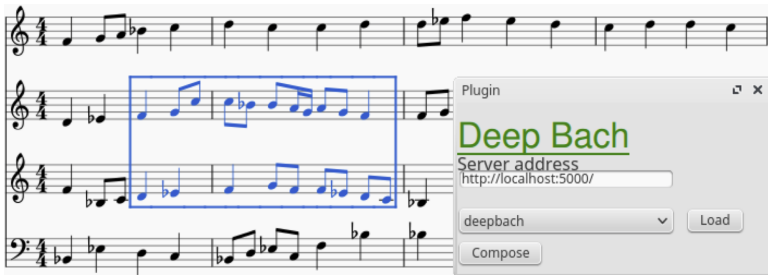 Plugin
Deep Bach
Server address
http://localhost:5000/
deepbach
Load
Compose